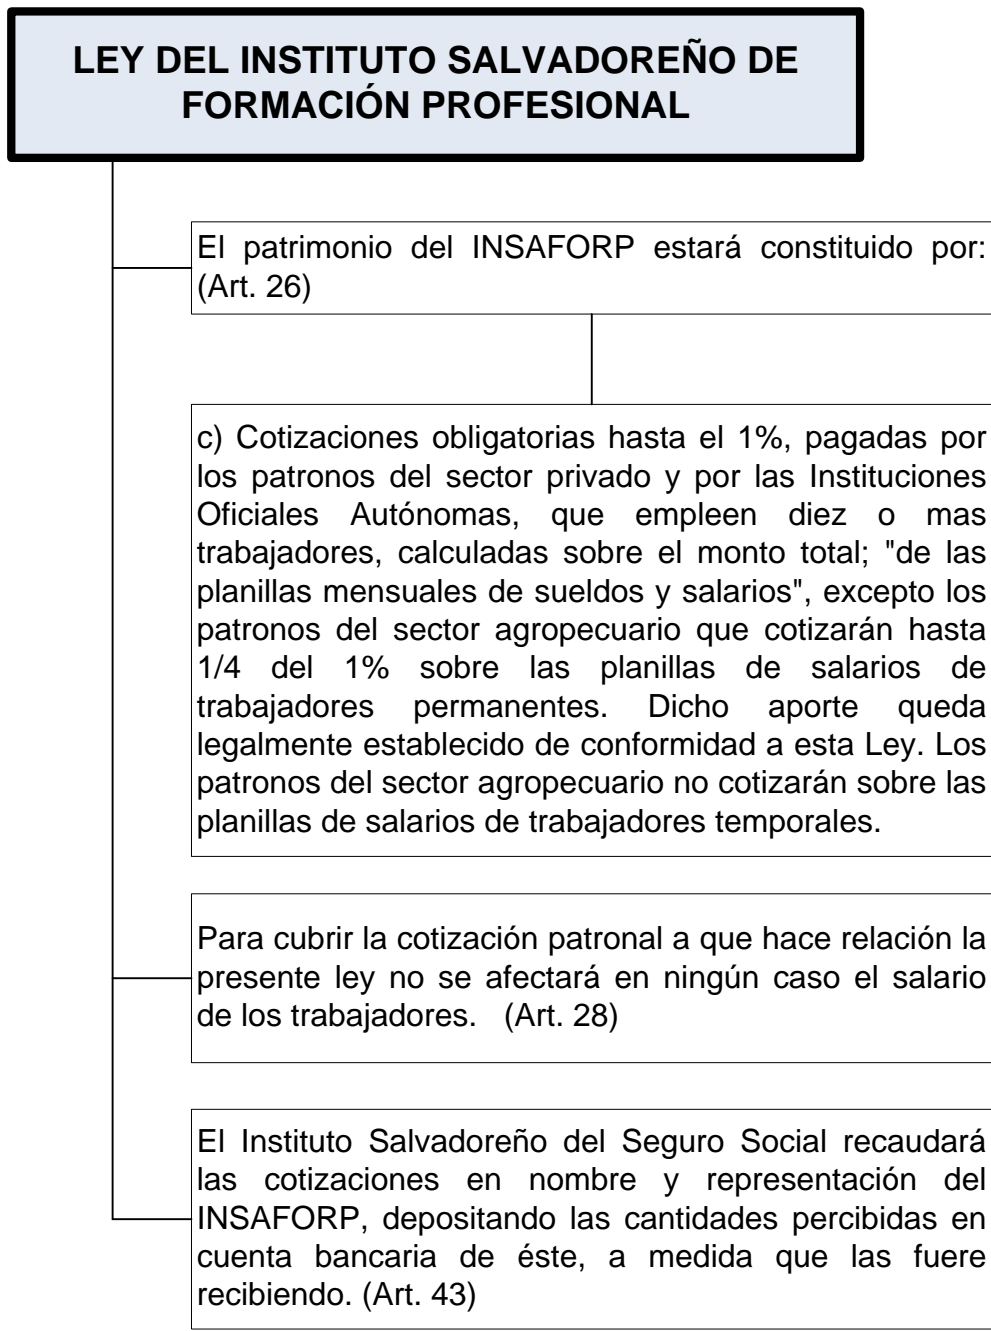 LEY DEL INSTITUTO SALVADOREÑO DE
FORMACIÓN PROFESIONAL
El patrimonio del INSAFORP estará constituido por:
(Art. 26)
c) Cotizaciones obligatorias hasta el 1%, pagadas por
los patronos del sector privado y por las Instituciones
Oficiales Autónomas, que empleen diez o mas
trabajadores, calculadas sobre el monto total; "de las
planillas mensuales de sueldos y salarios", excepto los
patronos del sector agropecuario que cotizarán hasta
1/4 del 1% sobre las planillas de salarios de
trabajadores permanentes. Dicho aporte queda
legalmente establecido de conformidad a esta Ley. Los
patronos del sector agropecuario no cotizarán sobre las
planillas de salarios de trabajadores temporales.
Para cubrir la cotización patronal a que hace relación la
presente ley no se afectará en ningún caso el salario
de los trabajadores. (Art. 28)
El Instituto Salvadoreño del Seguro Social recaudará
las cotizaciones en nombre y representación del
INSAFORP, depositando las cantidades percibidas en
cuenta bancaria de éste, a medida que las fuere
recibiendo. (Art. 43)